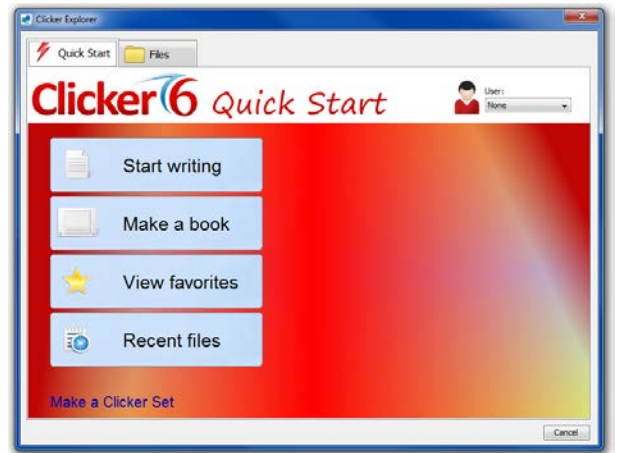 Clicker Explorer
Quick Start
Files
Clicker 6 Quick Start
User:
None
Start writing
Make a book
View favorites
Recent files
Make a Clicker Set
Cancel